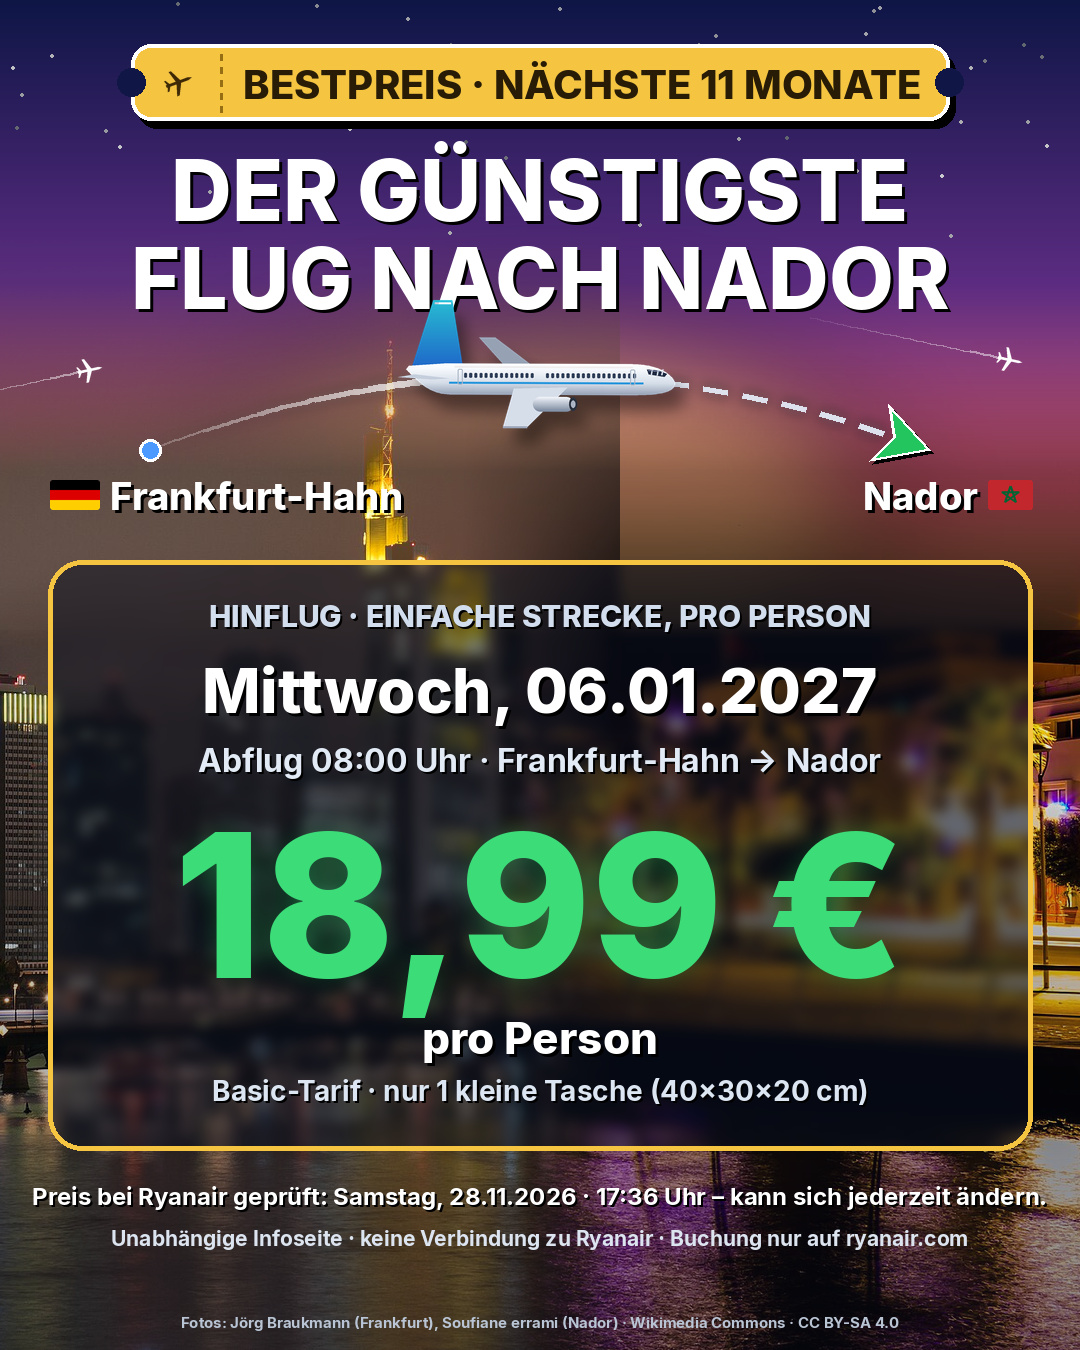 BESTPREIS · NÄCHSTE 11 MONATE
DER GÜNSTIGSTE
FLUG NACH NADOR
Frankfurt-Hahn
Nador
HINFLUG · EINFACHE STRECKE, PRO PERSON
Mittwoch, 06.01.2027
Abflug 08:00 Uhr · Frankfurt-Hahn → Nador
18,99 €
pro Person
Basic-Tarif · nur 1 kleine Tasche (40×30×20 cm)
Preis bei Ryanair geprüft: Samstag, 28.11.2026 · 17:36 Uhr – kann sich jederzeit ändern.
Unabhängige Infoseite · keine Verbindung zu Ryanair · Buchung nur auf ryanair.com
Fotos: Jörg Braukmann (Frankfurt), Soufiane errami (Nador) · Wikimedia Commons · CC BY-SA 4.0